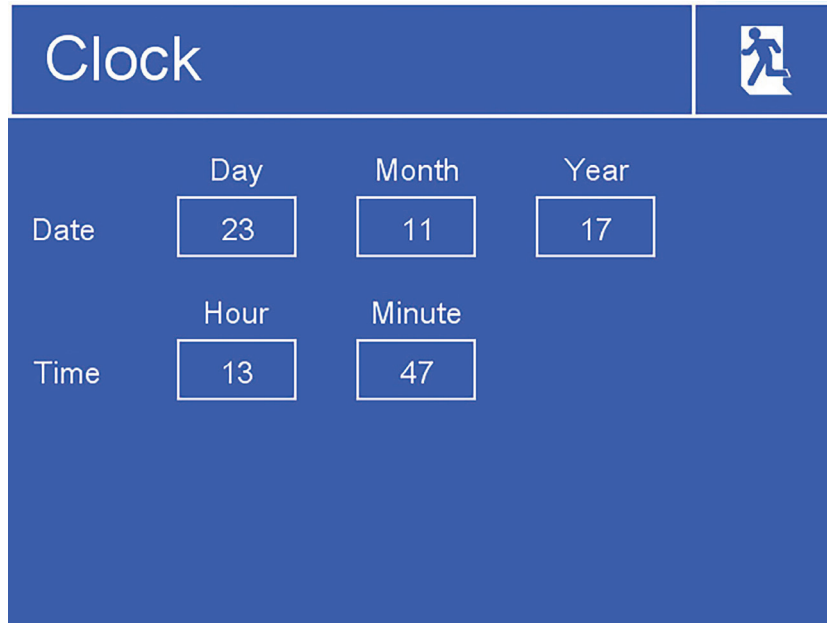 Clock
Day Month Year
Date 23 11 17
Hour Minute
Time 13 47